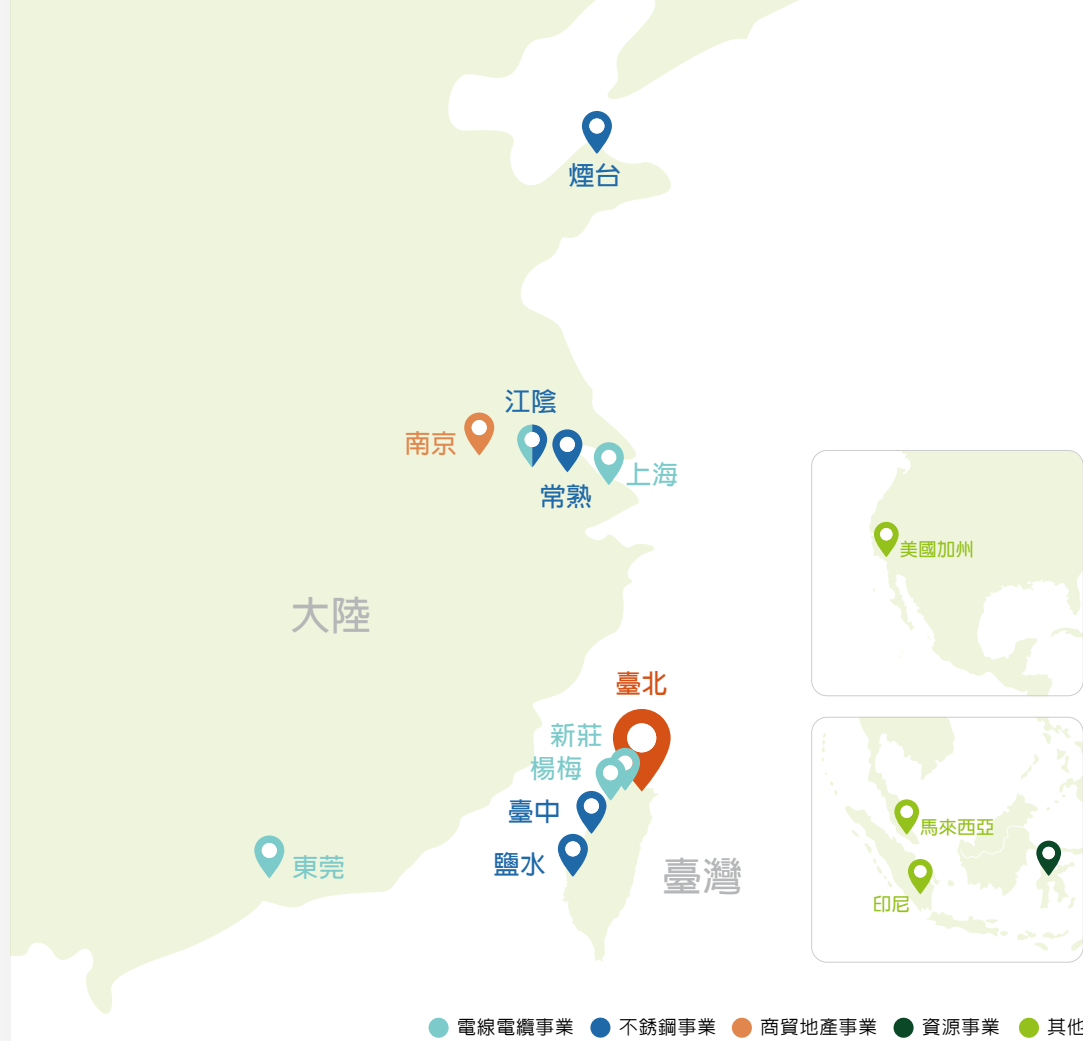 煙台
江陰
南京
上海
常熟
美國加州
大陸
臺北
新莊
楊梅
臺中
鹽水
東莞
臺灣
馬來西亞
印尼
電線電纜事業 不銹鋼事業 商貿地產事業 資源事業 其他